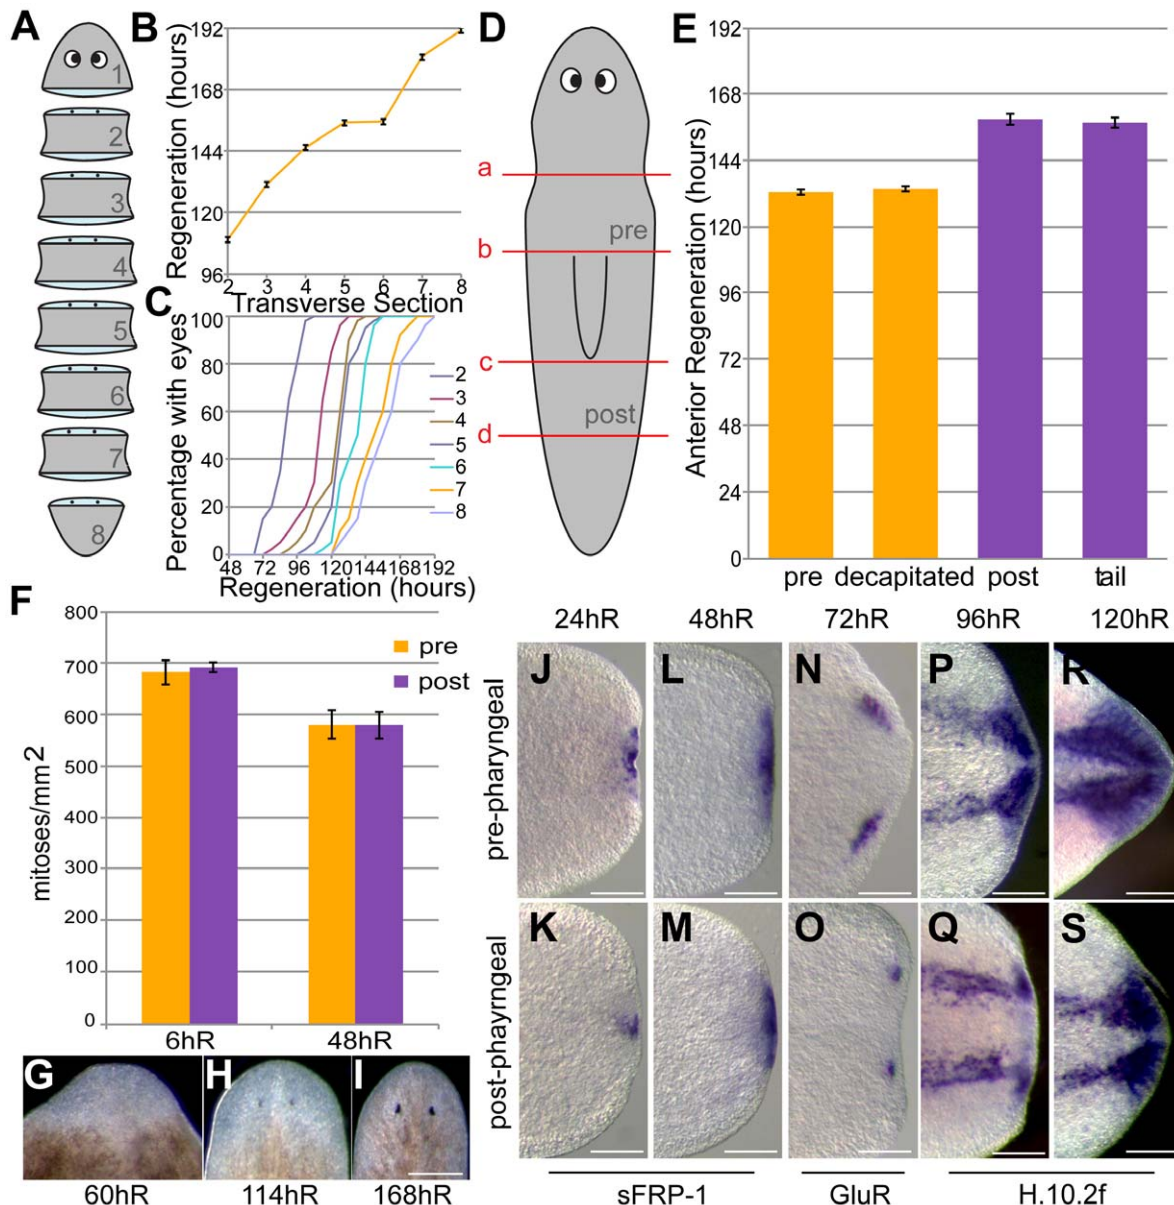 A
1
2
3
4
5
6
7
8
B
Regeneration (hours)
192
168
144
120
96
2 3 4 5 6 7 8
Transverse Section
C
Percentage with eyes
100
80
60
40
20
0
2
3
4
5
6
7
8
48 72 96 120 144 168 192
Regeneration (hours)
D
a
pre
b
c
post
d
E
Anterior Regeneration (hours)
192
168
144
120
96
72
48
24
0
pre decapitated post tail
F
mitoses/mm2
800
700
600
500
400
300
200
100
0
pre
post
6hR 48hR
G H I
60hR 114hR 168hR
24hR 48hR 72hR 96hR 120hR
pre-pharyngeal
J L N P R
post-phayrngeal
K M O Q S
sFRP-1 GluR H.10.2f